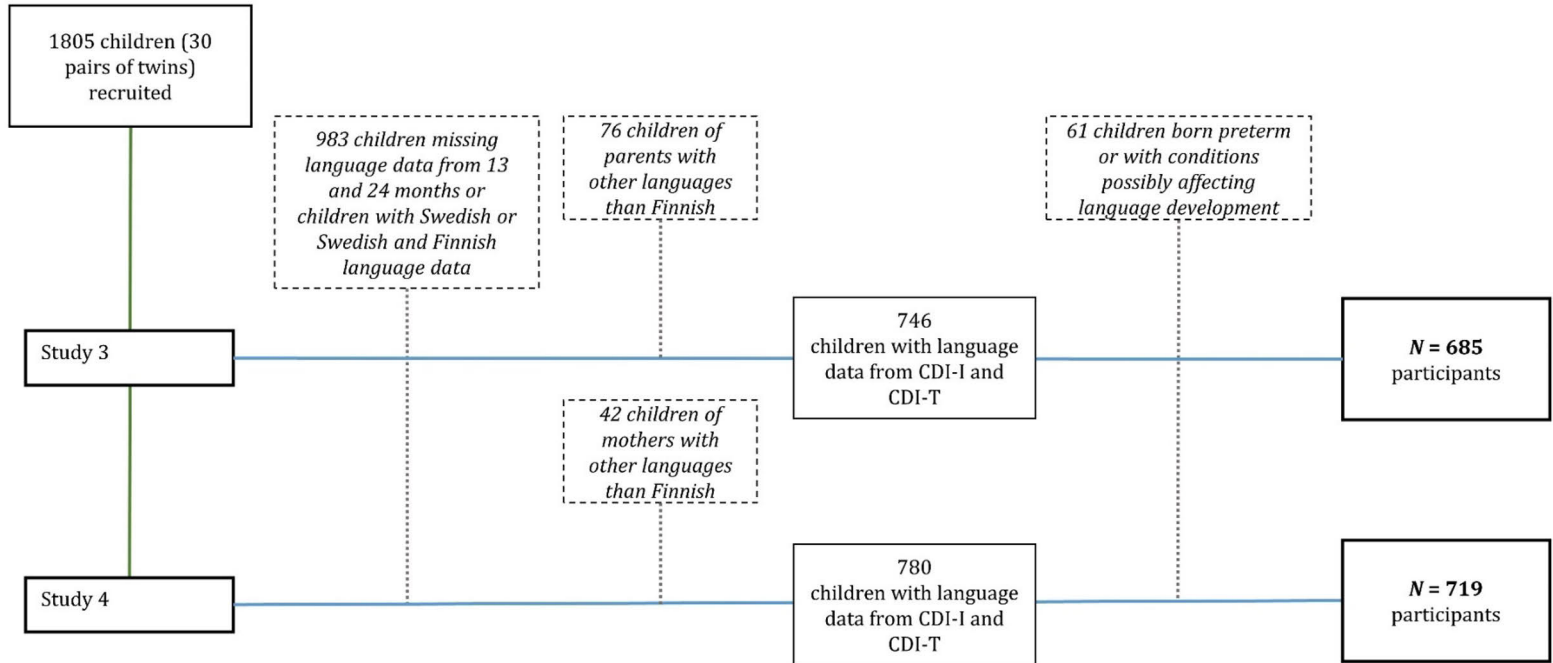 1805 children (30
pairs of twins)
recruited
983 children missing
language data from 13
and 24 months or
children with Swedish or
Swedish and Finnish
language data
76 children of
parents with
other languages
than Finnish
61 children born preterm
or with conditions
possibly affecting
language development
Study 3
746
children with language
data from CDI-I and
CDI-T
N = 685
participants
42 children of
mothers with
other languages
than Finnish
Study 4
780
children with language
data from CDI-I and
CDI-T
N = 719
participants